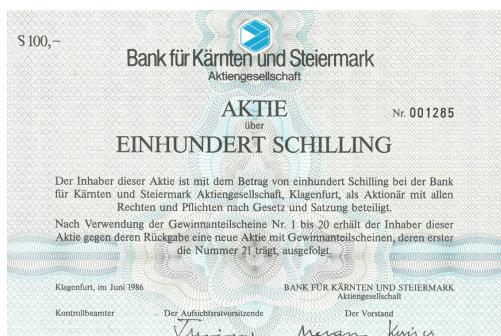 S 100,–
Bank für Kärnten und Steiermark
Aktiengesellschaft
AKTIE
Nr. 001285
über
EINHUNDERT SCHILLING
Der Inhaber dieser Aktie ist mit dem Betrag von einhundert Schilling bei der Bank
für Kärnten und Steiermark Aktiengesellschaft, Klagenfurt, als Aktionär mit allen
Rechten und Pflichten nach Gesetz und Satzung beteiligt.
Nach Verwendung der Gewinnanteilscheine Nr. 1 bis 20 erhält der Inhaber dieser
Aktie gegen deren Rückgabe eine neue Aktie mit Gewinnanteilscheinen, deren erster
die Nummer 21 trägt, ausgefolgt.
Klagenfurt, im Juni 1986
BANK FÜR KÄRNTEN UND STEIERMARK
Aktiengesellschaft
Kontrollbeamter
Der Aufsichtsratsvorsitzende
Der Vorstand